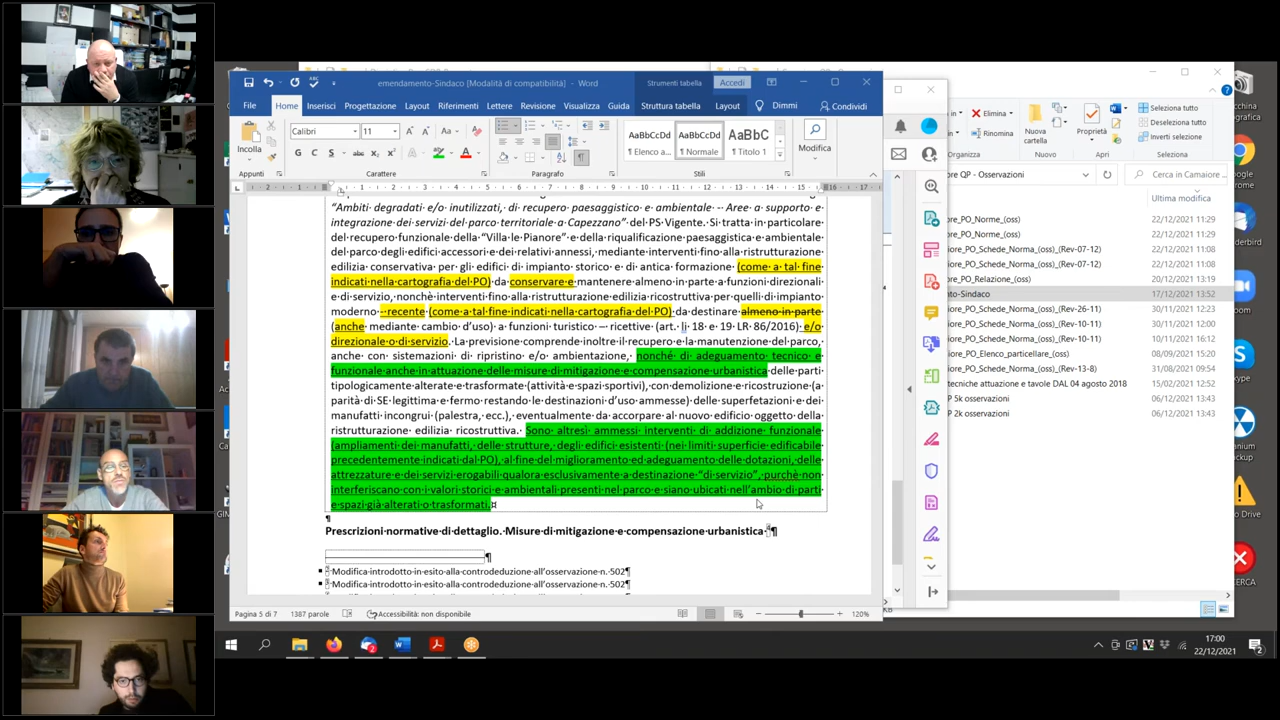 emendamento-Sindaco [Modalità di compatibilità] - Word
Strumenti tabella
Accedi
File Home Inserisci Progettazione Layout Riferimenti Lettere Revisione Visualizza Guida Struttura tabella Layout Dimmi Condividi
Incolla
Calibri 11
G C S abc x₂ x²
AaBbCcDd AaBbCcDd AaBbC
¶ Elenco a... ¶ Normale ¶ Titolo 1
Modifica
Appunti Carattere Paragrafo Stili
"Ambiti degradati e/o inutilizzati, di recupero paesaggistico e ambientale -- Aree a supporto e
integrazione dei servizi del parco territoriale a Capezzano" del PS Vigente. Si tratta in particolare
del recupero funzionale della "Villa le Pianore" e della riqualificazione paesaggistica e ambientale
del parco degli edifici accessori e dei relativi annessi, mediante interventi fino alla ristrutturazione
edilizia conservativa per gli edifici di impianto storico e di antica formazione (come a tal fine
indicati nella cartografia del PO) da conservare e mantenere almeno in parte a funzioni direzionali
e di servizio, nonchè interventi fino alla ristrutturazione edilizia ricostruttiva per quelli di impianto
moderno - recente (come a tal fine indicati nella cartografia del PO) da destinare almeno in parte
(anche mediante cambio d'uso) a funzioni turistico – ricettive (art. li 18 e 19 LR 86/2016) e/o
direzionale o di servizio. La previsione comprende inoltre il recupero e la manutenzione del parco,
anche con sistemazioni di ripristino e/o ambientazione, nonché di adeguamento tecnico e
funzionale anche in attuazione delle misure di mitigazione e compensazione urbanistica delle parti
tipologicamente alterate e trasformate (attività e spazi sportivi), con demolizione e ricostruzione (a
parità di SE legittima e fermo restando le destinazioni d'uso ammesse) delle superfetazioni e dei
manufatti incongrui (palestra, ecc.), eventualmente da accorpare al nuovo edificio oggetto della
ristrutturazione edilizia ricostruttiva. Sono altresì ammessi interventi di addizione funzionale
(ampliamenti dei manufatti, delle strutture, degli edifici esistenti (nei limiti superficie edificabile
precedentemente indicati dal PO), al fine del miglioramento ed adeguamento delle dotazioni, delle
attrezzature e dei servizi erogabili qualora esclusivamente a destinazione "di servizio", purchè non
interferiscano con i valori storici e ambientali presenti nel parco e siano ubicati nell'ambio di parti
e spazi già alterati o trasformati.¤
¶
Prescrizioni normative di dettaglio. Misure di mitigazione e compensazione urbanistica ¶
Modifica introdotto in esito alla controdeduzione all'osservazione n. 502¶
Modifica introdotto in esito alla controdeduzione all'osservazione n. 502¶
Pagina 5 di 7 1387 parole Accessibilità: non disponibile 120%
Elimina
Rinomina
Nuova cartella
Proprietà
Seleziona tutto
Deseleziona tutto
Inverti selezione
Organizza Nuovo Apri Selezione
ore QP - Osservazioni
Cerca in Camaiore ...
Ultima modifica
iore_PO_Norme_(oss) 22/12/2021 11:29
iore_PO_Norme_(oss) 22/12/2021 11:29
iore_PO_Schede_Norma_(oss)_(Rev-07-12) 22/12/2021 11:08
iore_PO_Schede_Norma_(oss)_(Rev-07-12) 22/12/2021 11:08
iore_PO_Relazione_(oss) 20/12/2021 13:19
to-Sindaco 17/12/2021 13:52
iore_PO_Schede_Norma_(oss)_(Rev-26-11) 30/11/2021 12:08
iore_PO_Schede_Norma_(oss)_(Rev-10-11) 30/11/2021 12:00
iore_PO_Schede_Norma_(oss)_(Rev-10-11) 10/11/2021 16:12
iore_PO_Elenco_particellare_(oss) 08/09/2021 15:20
iore_PO_Schede_Norma_(oss)_(Rev-13-8) 31/08/2021 09:54
tecniche attuazione e tavole DAL 04 agosto 2018 15/02/2021 12:52
PP 5k osservazioni 06/12/2021 13:43
PP 2k osservazioni 06/12/2021 13:43
17:00
22/12/2021